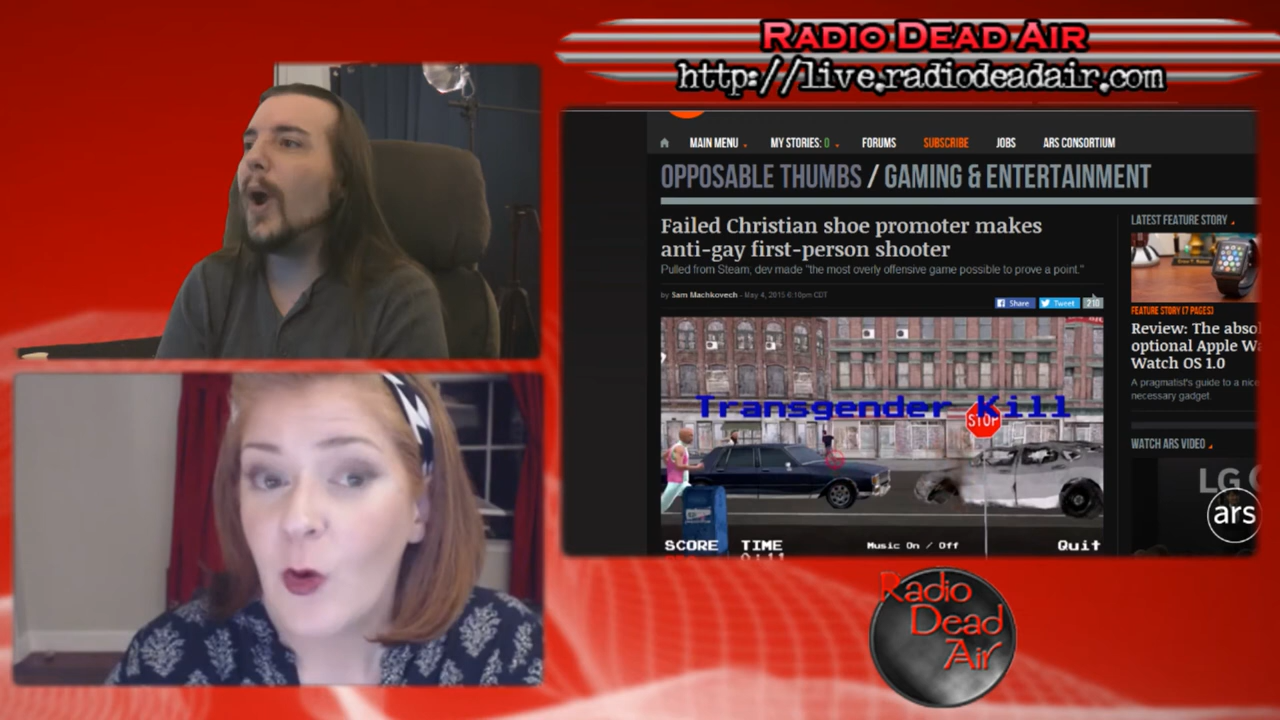 RADIO DEAD AIR
http://live.radiodeadair.com
MAIN MENU
MY STORIES: 0
FORUMS
SUBSCRIBE
JOBS
ARS CONSORTIUM
OPPOSABLE THUMBS / GAMING & ENTERTAINMENT
Failed Christian shoe promoter makes
anti-gay first-person shooter
Pulled from Steam, dev made "the most overly offensive game possible to prove a point."
by Sam Machkovech - May 4, 2015 6:10pm CDT
Share
Tweet
210
Transgender Kill
STOP
SCORE
TIME
Music On / Off
Quit
LATEST FEATURE STORY
FEATURE STORY (7 PAGES)
Review: The absol
optional Apple Wa
Watch OS 1.0
A pragmatist's guide to a nice
necessary gadget.
WATCH ARS VIDEO
LG
ars
Radio
Dead
Air